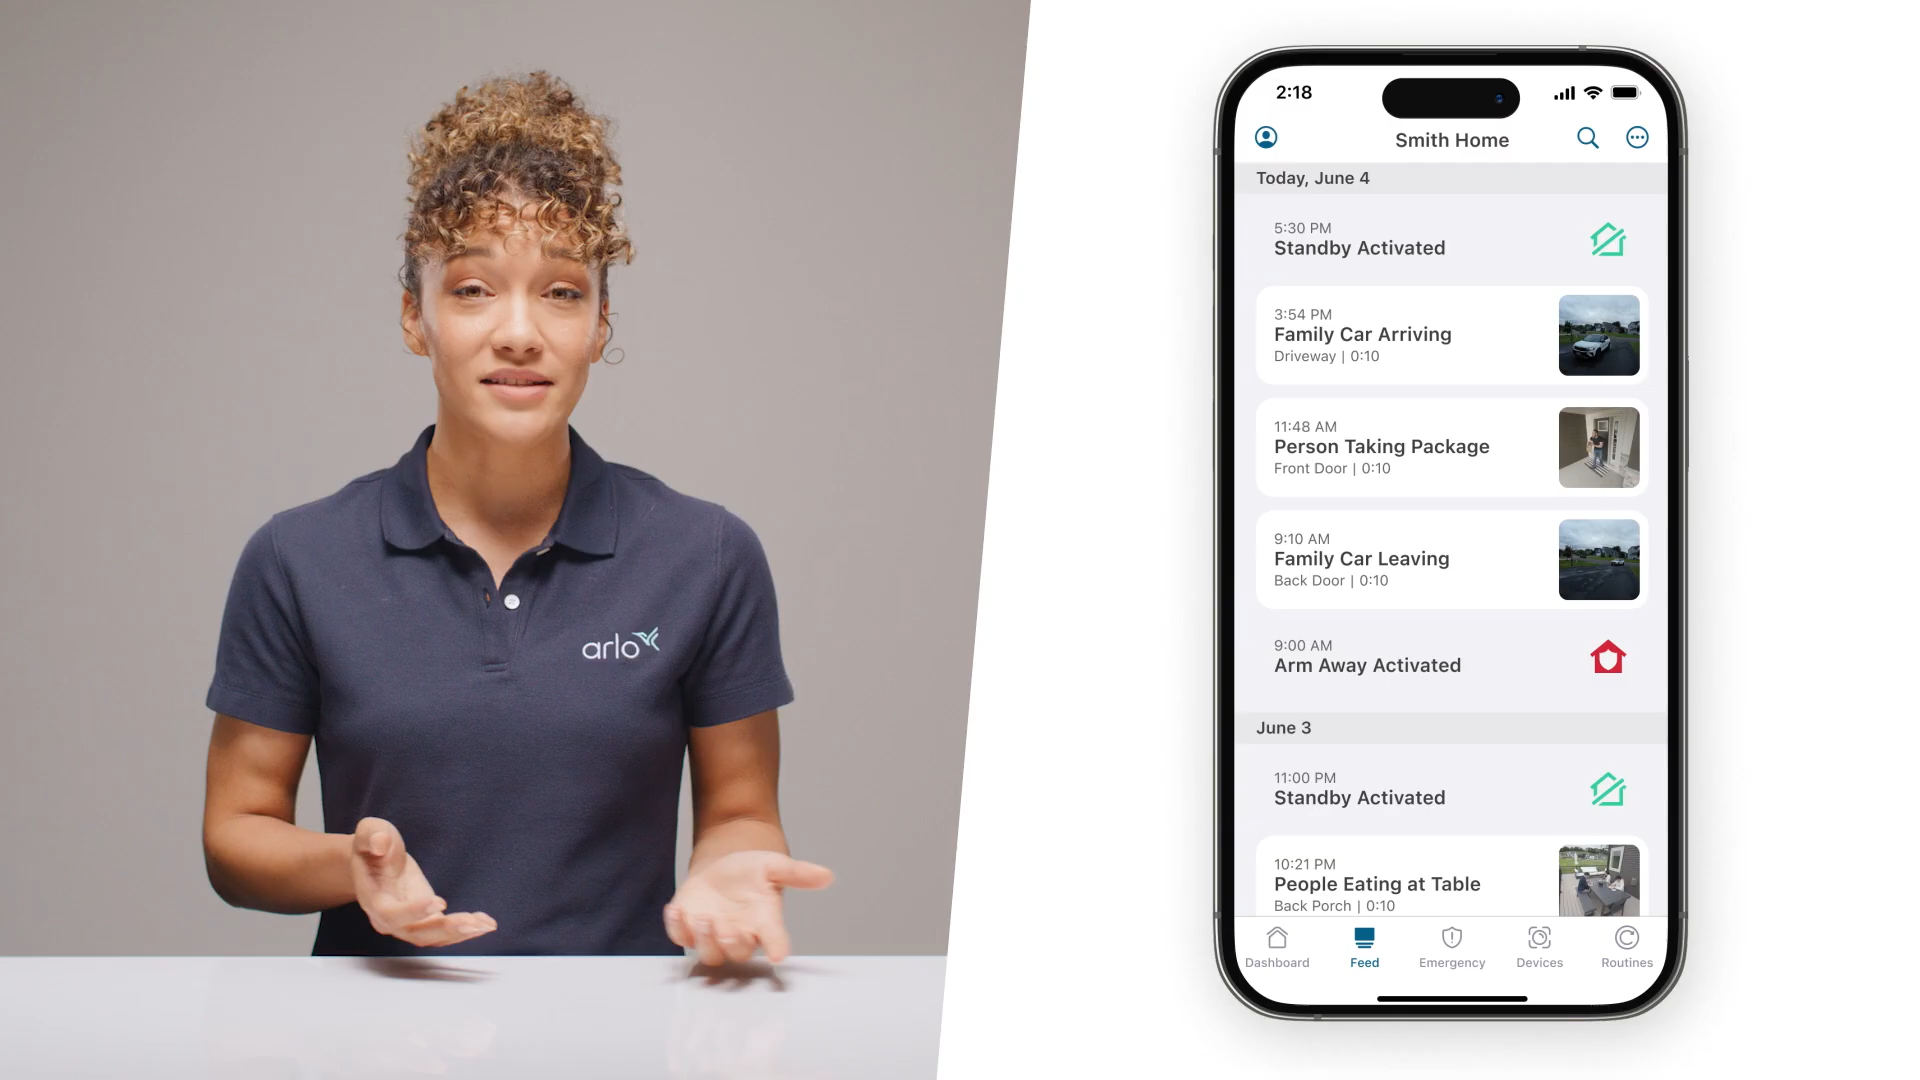 arlo
2:18
Smith Home
Today, June 4
5:30 PM
Standby Activated
3:54 PM
Family Car Arriving
Driveway | 0:10
11:48 AM
Person Taking Package
Front Door | 0:10
9:10 AM
Family Car Leaving
Back Door | 0:10
9:00 AM
Arm Away Activated
June 3
11:00 PM
Standby Activated
10:21 PM
People Eating at Table
Back Porch | 0:10
Dashboard
Feed
Emergency
Devices
Routines